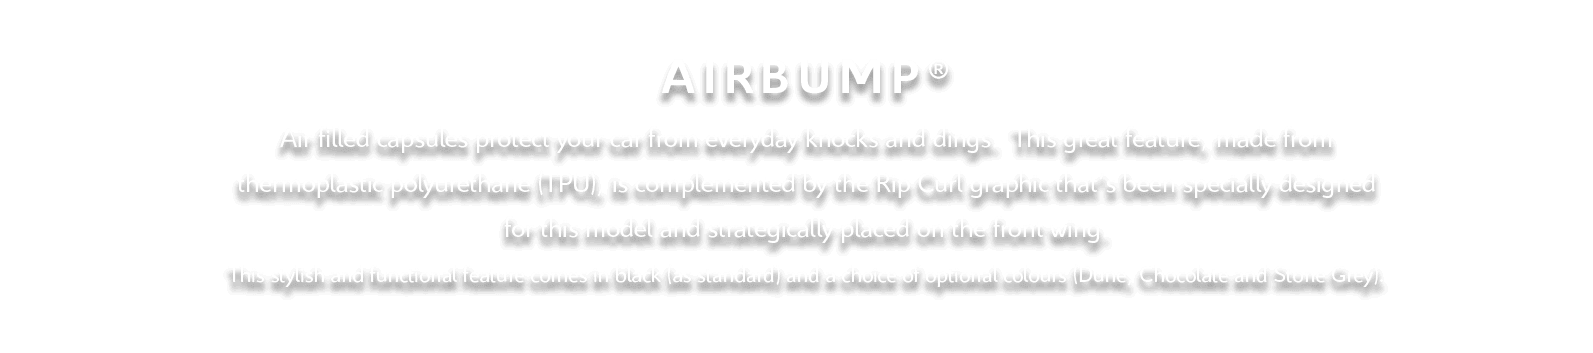 AIRBUMP®
Air filled capsules protect your car from everyday knocks and dings. This great feature, made from
thermoplastic polyurethane (TPU), is complemented by the Rip Curl graphic that's been specially designed
for this model and strategically placed on the front wing.
This stylish and functional feature comes in black (as standard) and a choice of optional colours (Dune, Chocolate and Stone Grey).